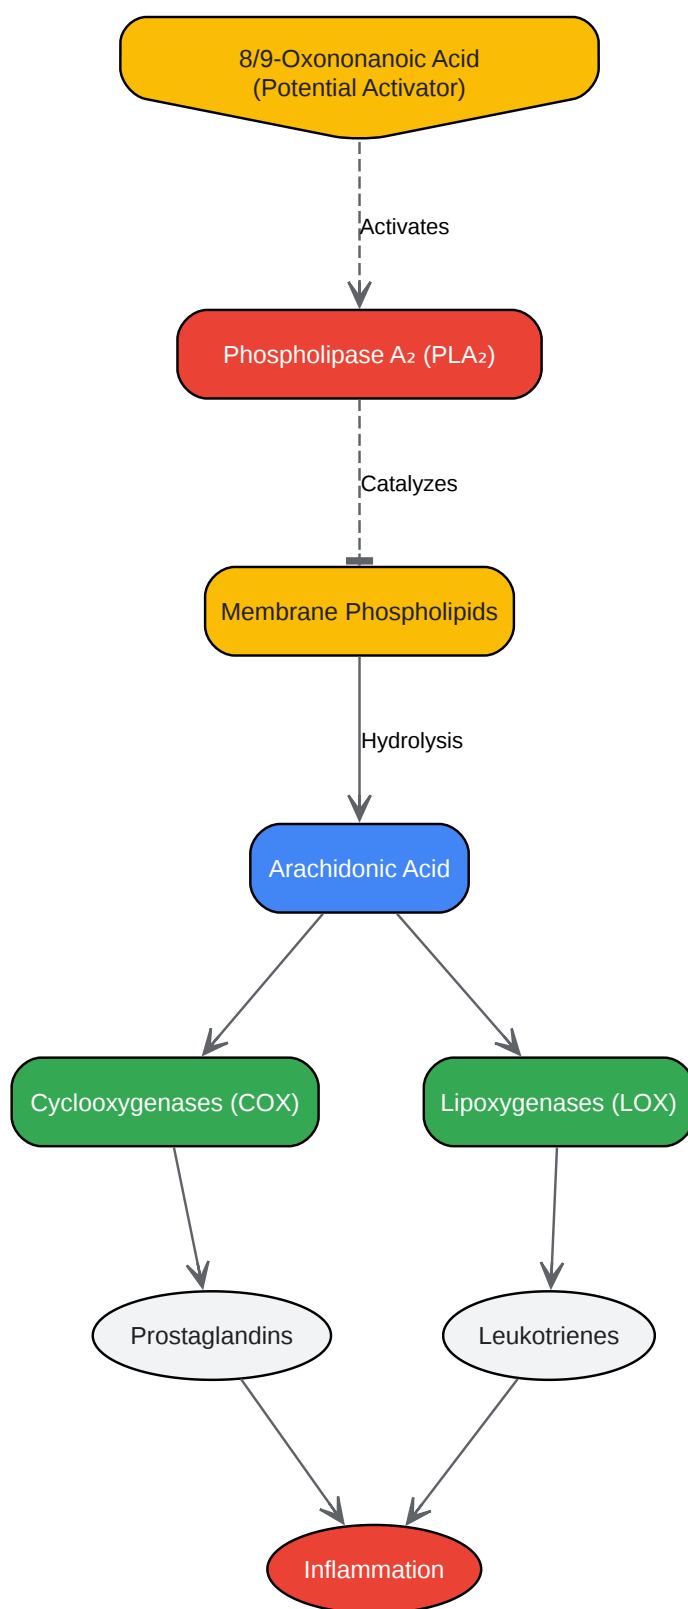 8/9-Oxononanoic Acid
(Potential Activator)
Activates
Phospholipase A₂ (PLA₂)
Catalyzes
Membrane Phospholipids
Hydrolysis
Arachidonic Acid
Cyclooxygenases (COX)
Lipoxygenases (LOX)
Prostaglandins
Leukotrienes
Inflammation